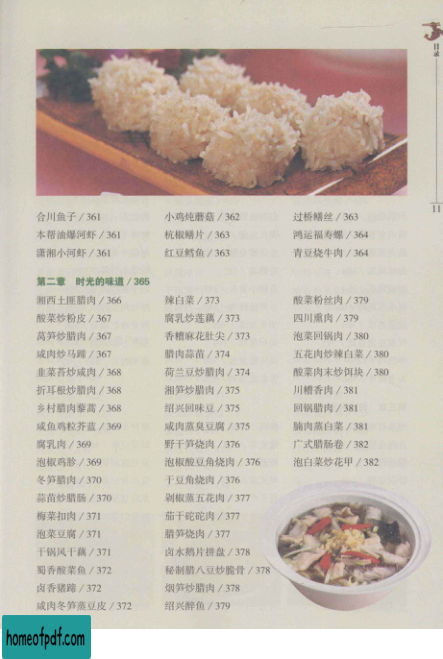 目录
11
合川鱼子 / 361
本帮油爆河虾 / 361
潇湘小河虾 / 361
小鸡炖蘑菇 / 362
杭椒鳝片 / 363
红豆鳕鱼 / 363
过桥鳝丝 / 363
鸿运福寿螺 / 364
青豆烧牛肉 / 364
第二章 时光的味道 / 365
湘西土匪腊肉 / 366
酸菜炒粉皮 / 367
莴笋炒腊肉 / 367
咸肉炒马蹄 / 367
韭菜苔炒咸肉 / 368
折耳根炒腊肉 / 368
乡村腊肉藜蒿 / 368
咸鱼鸡粒芥蓝 / 369
腐乳肉 / 369
泡椒鸡胗 / 369
冬笋腊肉 / 370
蒜苗炒腊肠 / 370
梅菜扣肉 / 371
泡菜豆腐 / 371
干锅风干藕 / 371
蜀香酸菜鱼 / 372
卤香猪蹄 / 372
咸肉冬笋蒸豆皮 / 372
辣白菜 / 373
腐乳炒莲藕 / 373
香糟麻花肚尖 / 373
腊肉蒜苗 / 374
荷兰豆炒腊肉 / 374
湘笋炒腊肉 / 375
绍兴回味豆 / 375
咸肉蒸臭豆腐 / 375
野干笋烧肉 / 376
泡椒酸豆角烧肉 / 376
干豆角烧肉 / 376
剁椒蒸五花肉 / 377
茄干砣砣肉 / 377
腊笋烧肉 / 377
卤水鹅片拼盘 / 378
秘制腊八豆炒脆骨 / 378
烟笋炒腊肉 / 378
绍兴醉鱼 / 379
酸菜粉丝肉 / 379
四川熏肉 / 379
泡菜回锅肉 / 380
五花肉炒辣白菜 / 380
酸菜肉末炒饵块 / 380
川糟香肉 / 381
回锅腊肉 / 381
腩肉蒸白菜 / 381
广式腊肠卷 / 382
泡白菜炒花甲 / 382
homeofpdf.com